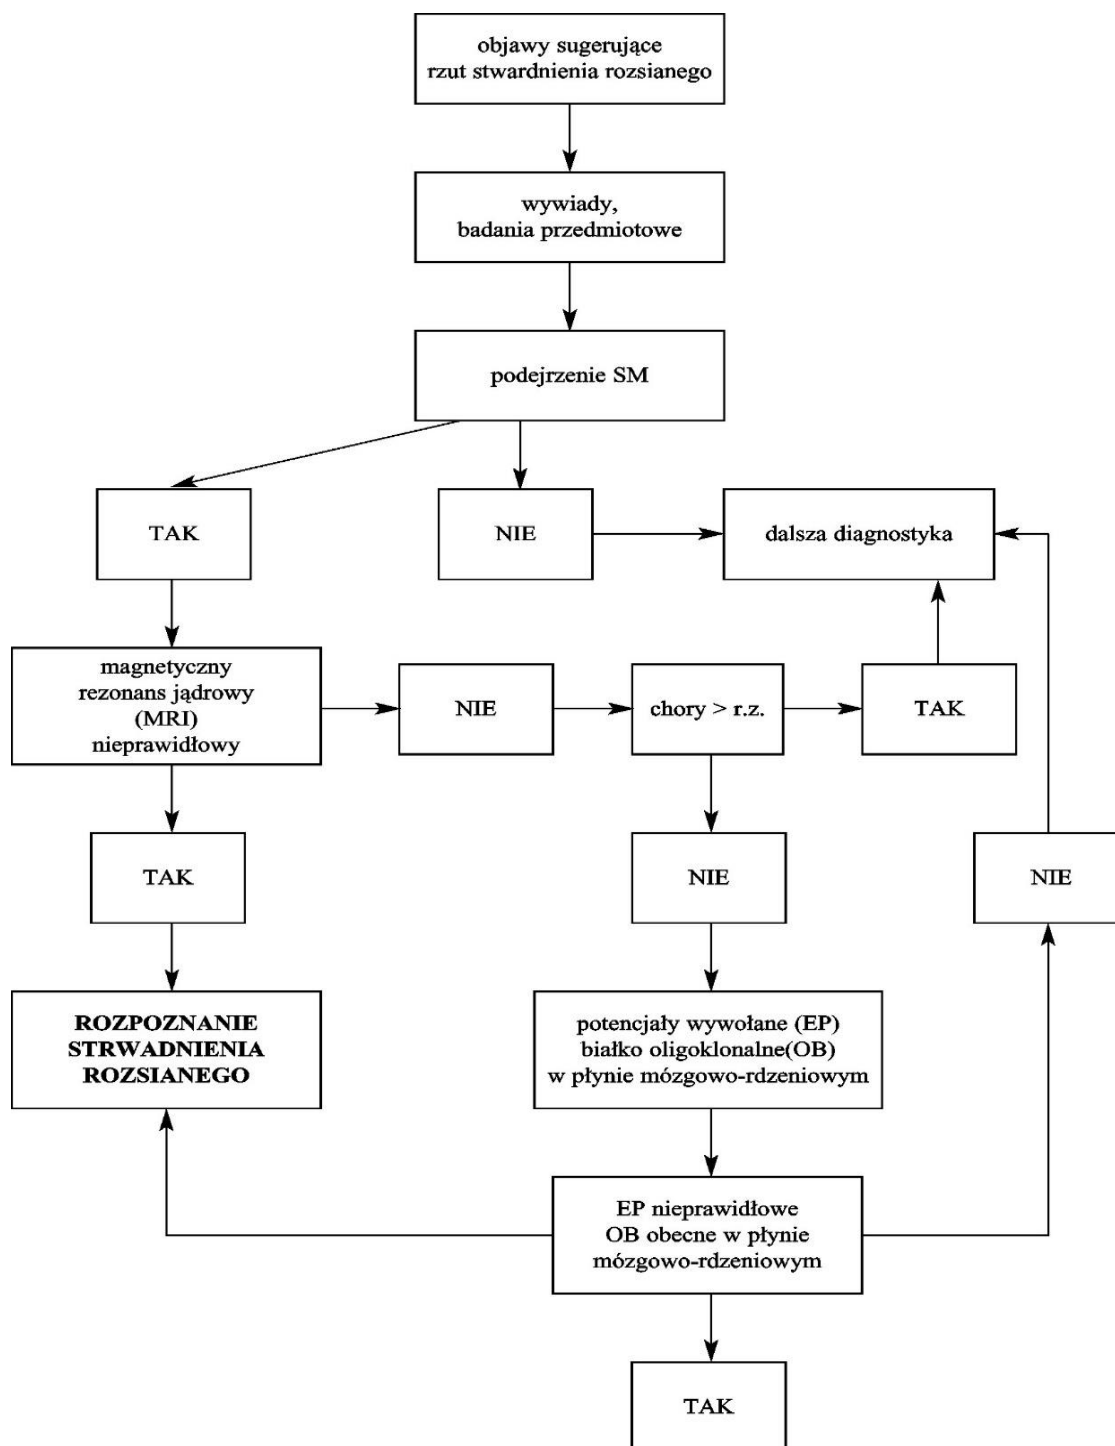 objawy sugerujące
rzut stwardnienia rozsianego
wywiady,
badania przedmiotowe
podejrzenie SM
TAK
NIE
dalsza diagnostyka
magnetyczny
rezonans jądrowy
(MRI)
nieprawidłowy
NIE
chory > r.z.
TAK
TAK
NIE
NIE
ROZPOZNANIE
STRWADNIENIA
ROZSIANEGO
potencjały wywołane (EP)
białko oligoklonalne(OB)
w płynie mózgowo-rdzeniowym
EP nieprawidłowe
OB obecne w płynie
mózgowo-rdzeniowym
TAK